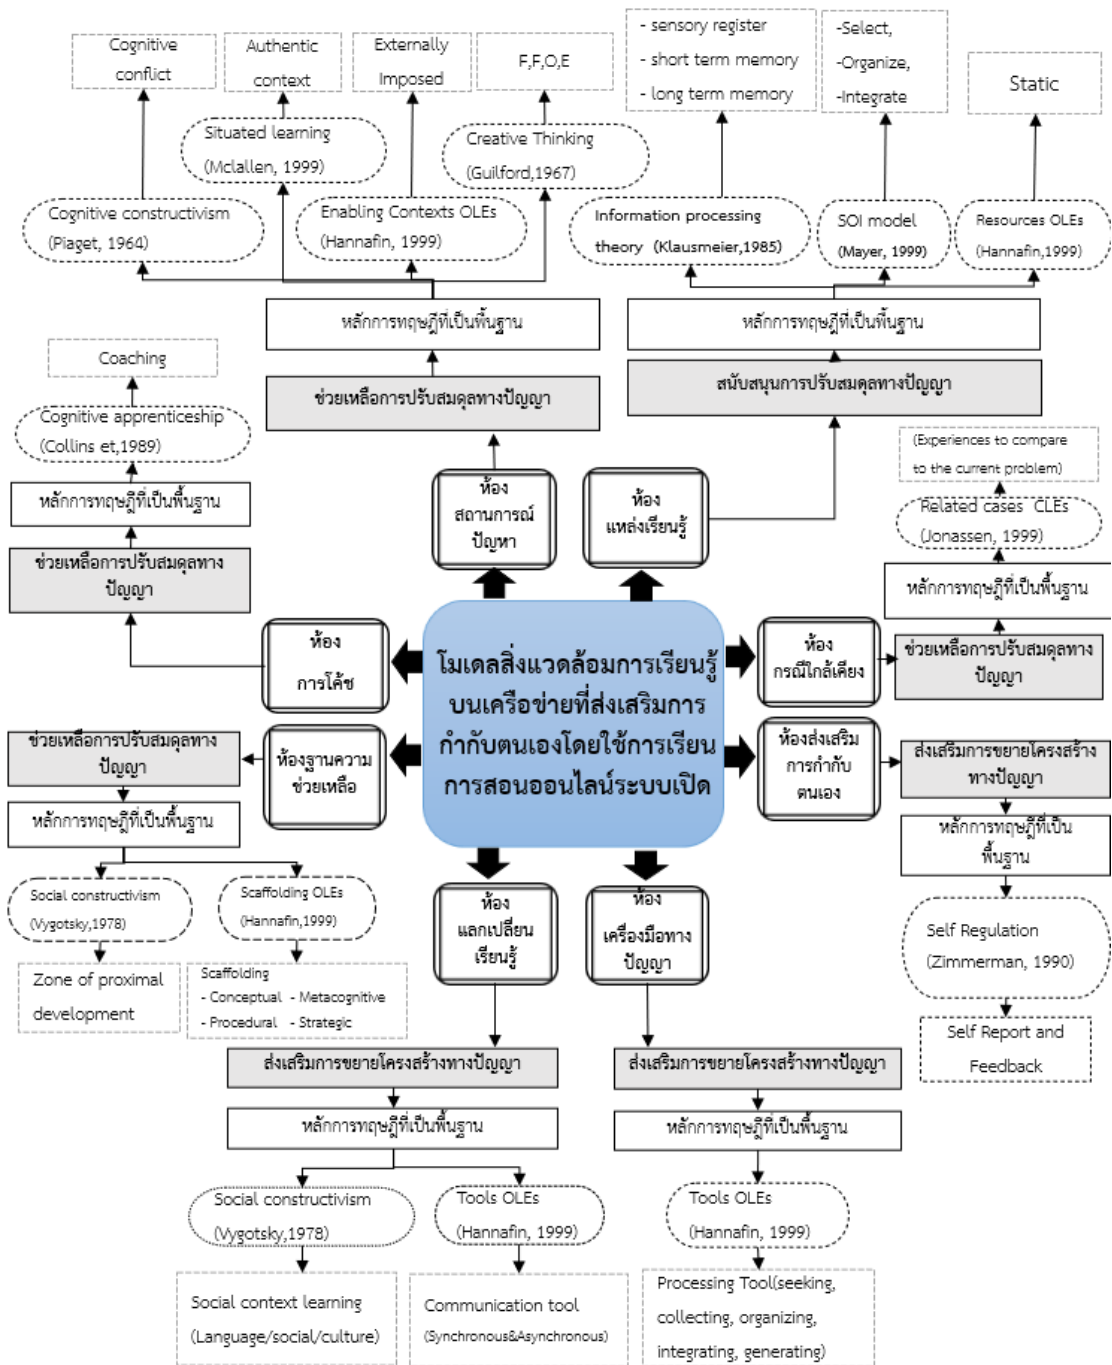 Cognitive
conflict
Authentic
context
Externally
Imposed
F,F,O,E
- sensory register
- short term memory
- long term memory
-Select,
-Organize,
-Integrate
Static
Situated learning
(Mclallen, 1999)
Creative Thinking
(Guilford,1967)
Cognitive constructivism
(Piaget, 1964)
Enabling Contexts OLEs
(Hannafin, 1999)
Information processing
theory (Klausmeier,1985)
SOI model
(Mayer, 1999)
Resources OLEs
(Hannafin,1999)
หลักการทฤษฎีที่เป็นพื้นฐาน
หลักการทฤษฎีที่เป็นพื้นฐาน
ช่วยเหลือการปรับสมดุลทางปัญญา
สนับสนุนการปรับสมดุลทางปัญญา
Coaching
Cognitive apprenticeship
(Collins et,1989)
หลักการทฤษฎีที่เป็นพื้นฐาน
ช่วยเหลือการปรับสมดุลทาง
ปัญญา
ห้อง
สถานการณ์
ปัญหา
ห้อง
แหล่งเรียนรู้
(Experiences to compare
to the current problem)
Related cases CLEs
(Jonassen, 1999)
หลักการทฤษฎีที่เป็นพื้นฐาน
ช่วยเหลือการปรับสมดุลทาง
ปัญญา
ห้อง
การโค้ช
โมเดลสิ่งแวดล้อมการเรียนรู้
บนเครือข่ายที่ส่งเสริมการ
กำกับตนเองโดยใช้การเรียน
การสอนออนไลน์ระบบเปิด
ห้อง
กรณีใกล้เคียง
ช่วยเหลือการปรับสมดุลทาง
ปัญญา
ห้องฐานความ
ช่วยเหลือ
ห้องส่งเสริม
การกำกับ
ตนเอง
ส่งเสริมการขยายโครงสร้าง
ทางปัญญา
หลักการทฤษฎีที่เป็นพื้นฐาน
หลักการทฤษฎีที่เป็น
พื้นฐาน
Social constructivism
(Vygotsky,1978)
Scaffolding OLEs
(Hannafin,1999)
ห้อง
แลกเปลี่ยน
เรียนรู้
ห้อง
เครื่องมือทาง
ปัญญา
Self Regulation
(Zimmerman, 1990)
Zone of proximal
development
Scaffolding
- Conceptual - Metacognitive
- Procedural - Strategic
Self Report and
Feedback
ส่งเสริมการขยายโครงสร้างทางปัญญา
ส่งเสริมการขยายโครงสร้างทางปัญญา
หลักการทฤษฎีที่เป็นพื้นฐาน
หลักการทฤษฎีที่เป็นพื้นฐาน
Social constructivism
(Vygotsky,1978)
Tools OLEs
(Hannafin, 1999)
Tools OLEs
(Hannafin, 1999)
Social context learning
(Language/social/culture)
Communication tool
(Synchronous&Asynchronous)
Processing Tool(seeking,
collecting, organizing,
integrating, generating)